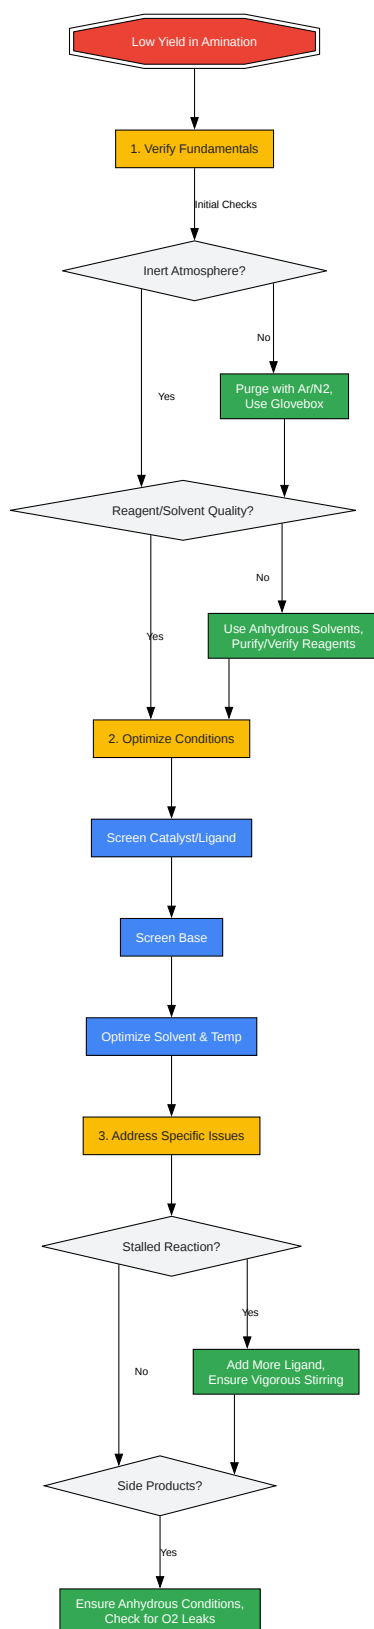 Low Yield in Amination
1. Verify Fundamentals
Initial Checks
Inert Atmosphere?
No
Purge with Ar/N2,
Use Glovebox
Yes
Reagent/Solvent Quality?
No
Use Anhydrous Solvents,
Purify/Verify Reagents
Yes
2. Optimize Conditions
Screen Catalyst/Ligand
Screen Base
Optimize Solvent & Temp
3. Address Specific Issues
Stalled Reaction?
Yes
Add More Ligand,
Ensure Vigorous Stirring
No
Side Products?
Yes
Ensure Anhydrous Conditions,
Check for O2 Leaks